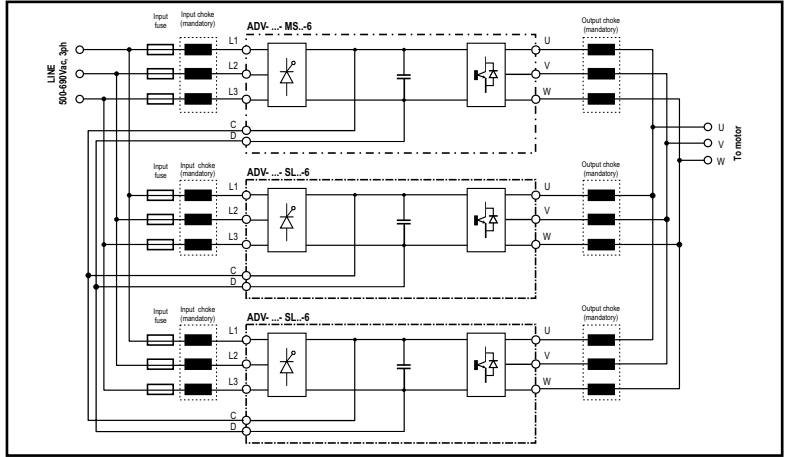 Input
fuse
Input choke
(mandatory)
ADV- ...- MS..-6
Output choke
(mandatory)
LINE
500-690Vac, 3ph
L1
L2
L3
C
D
U
V
W
U
V
W
To motor
Input
fuse
Input choke
(mandatory)
ADV- ...- SL..-6
Output choke
(mandatory)
L1
L2
L3
C
D
U
V
W
Input
fuse
Input choke
(mandatory)
ADV- ...- SL..-6
Output choke
(mandatory)
L1
L2
L3
C
D
U
V
W